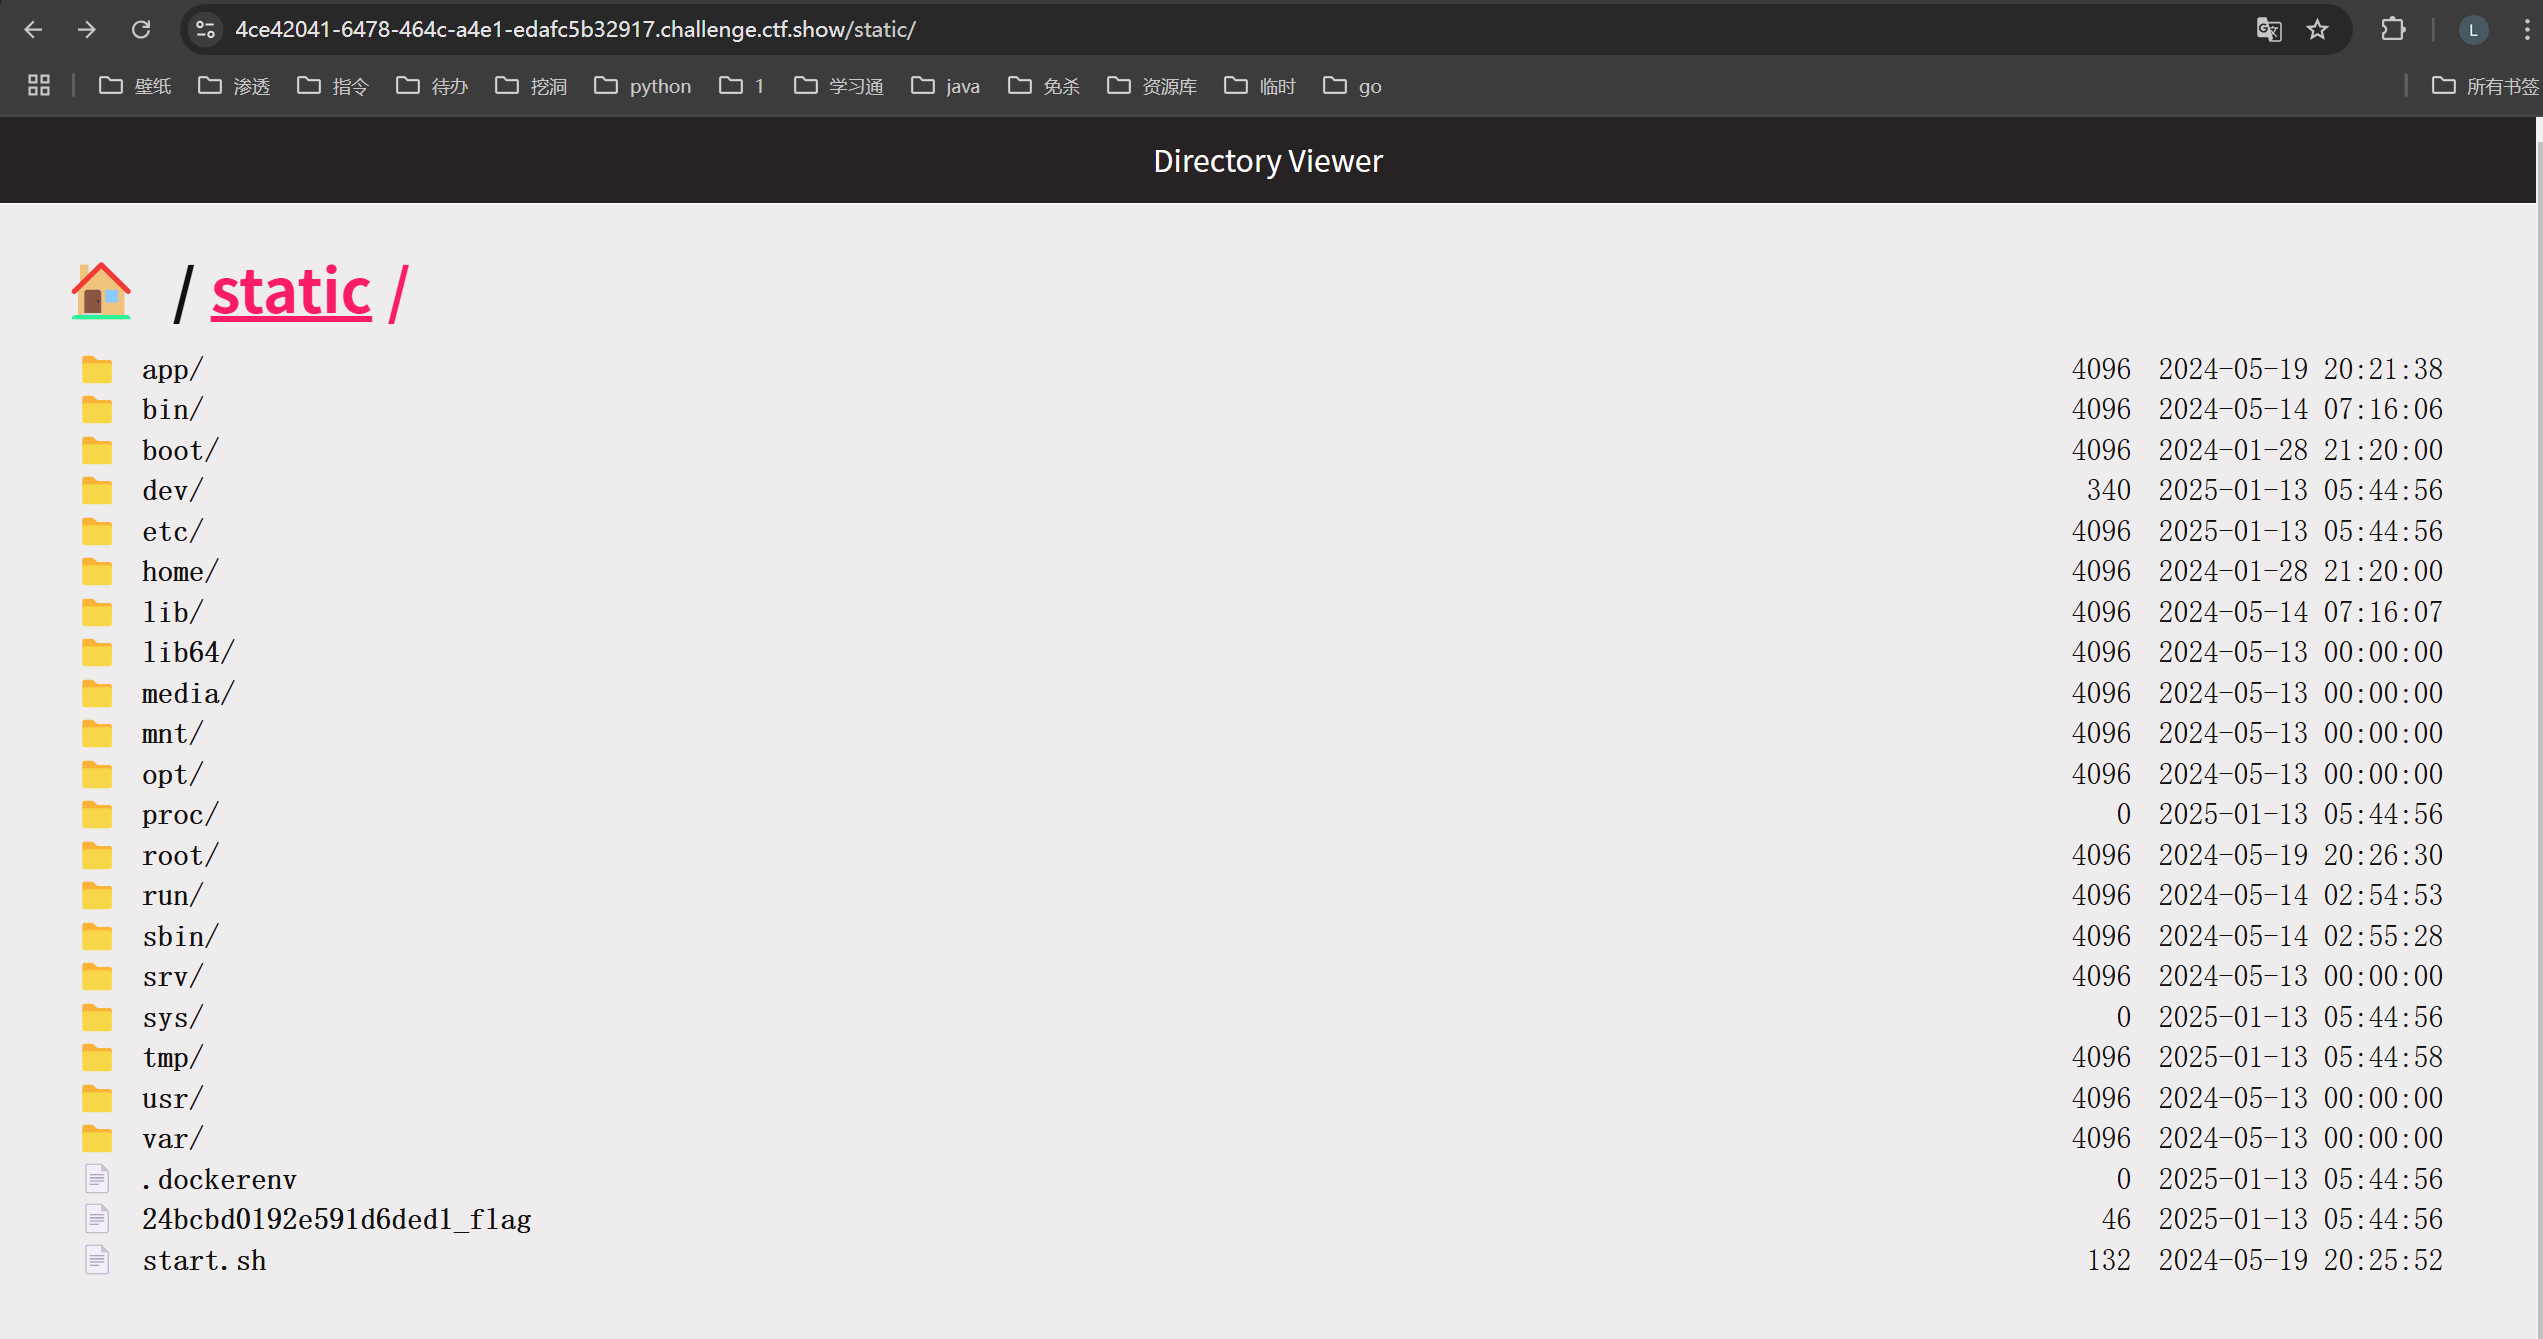 4ce42041-6478-464c-a4e1-edafc5b32917.challenge.ctf.show/static/
L
壁纸 渗透 指令 待办 挖洞 python 1 学习通 java 免杀 资源库 临时 go 所有书签
Directory Viewer
/ static /
app/ 4096 2024-05-19 20:21:38
bin/ 4096 2024-05-14 07:16:06
boot/ 4096 2024-01-28 21:20:00
dev/ 340 2025-01-13 05:44:56
etc/ 4096 2025-01-13 05:44:56
home/ 4096 2024-01-28 21:20:00
lib/ 4096 2024-05-14 07:16:07
lib64/ 4096 2024-05-13 00:00:00
media/ 4096 2024-05-13 00:00:00
mnt/ 4096 2024-05-13 00:00:00
opt/ 4096 2024-05-13 00:00:00
proc/ 0 2025-01-13 05:44:56
root/ 4096 2024-05-19 20:26:30
run/ 4096 2024-05-14 02:54:53
sbin/ 4096 2024-05-14 02:55:28
srv/ 4096 2024-05-13 00:00:00
sys/ 0 2025-01-13 05:44:56
tmp/ 4096 2025-01-13 05:44:58
usr/ 4096 2024-05-13 00:00:00
var/ 4096 2024-05-13 00:00:00
.dockerenv 0 2025-01-13 05:44:56
24bcbd0192e591d6ded1_flag 46 2025-01-13 05:44:56
start.sh 132 2024-05-19 20:25:52